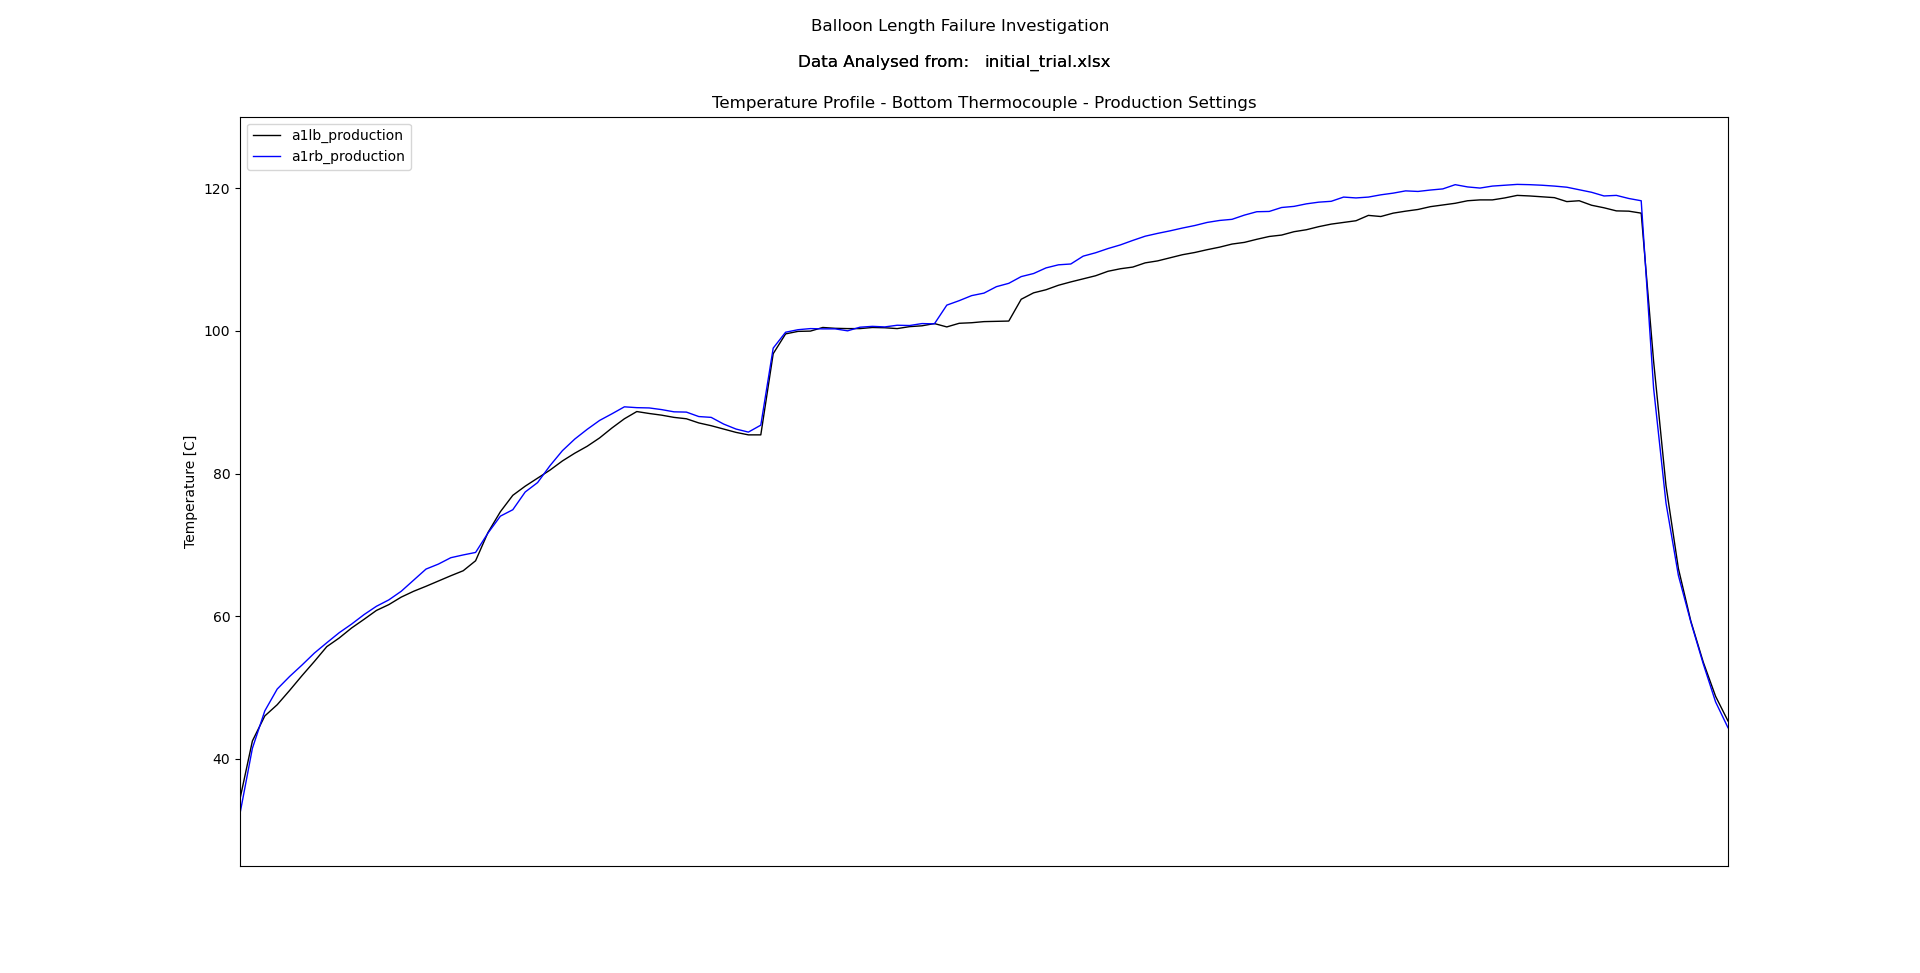 Balloon Length Failure Investigation
Data Analysed from: initial_trial.xlsx
Temperature Profile - Bottom Thermocouple - Production Settings
a1lb_production
a1rb_production
120
100
80
60
40
Temperature [C]